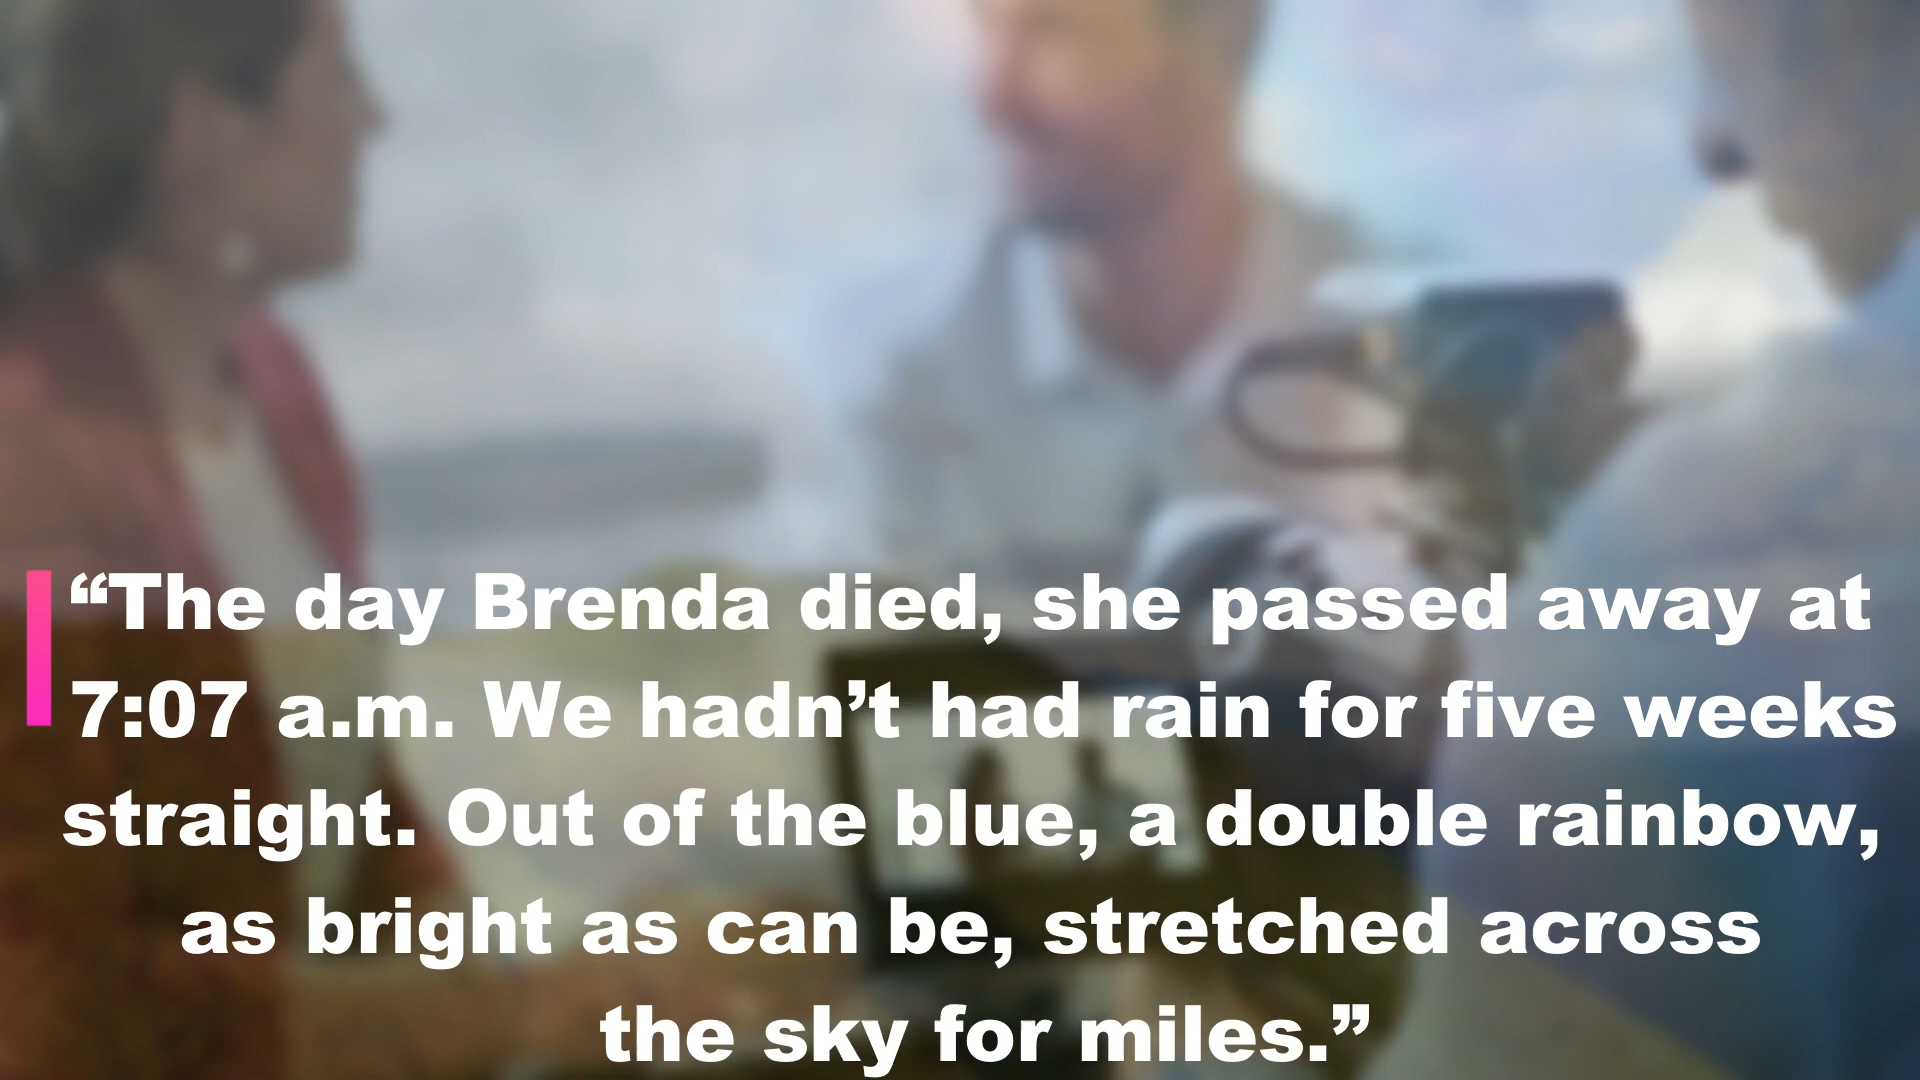 “The day Brenda died, she passed away at
7:07 a.m. We hadn’t had rain for five weeks
straight. Out of the blue, a double rainbow,
as bright as can be, stretched across
the sky for miles.”